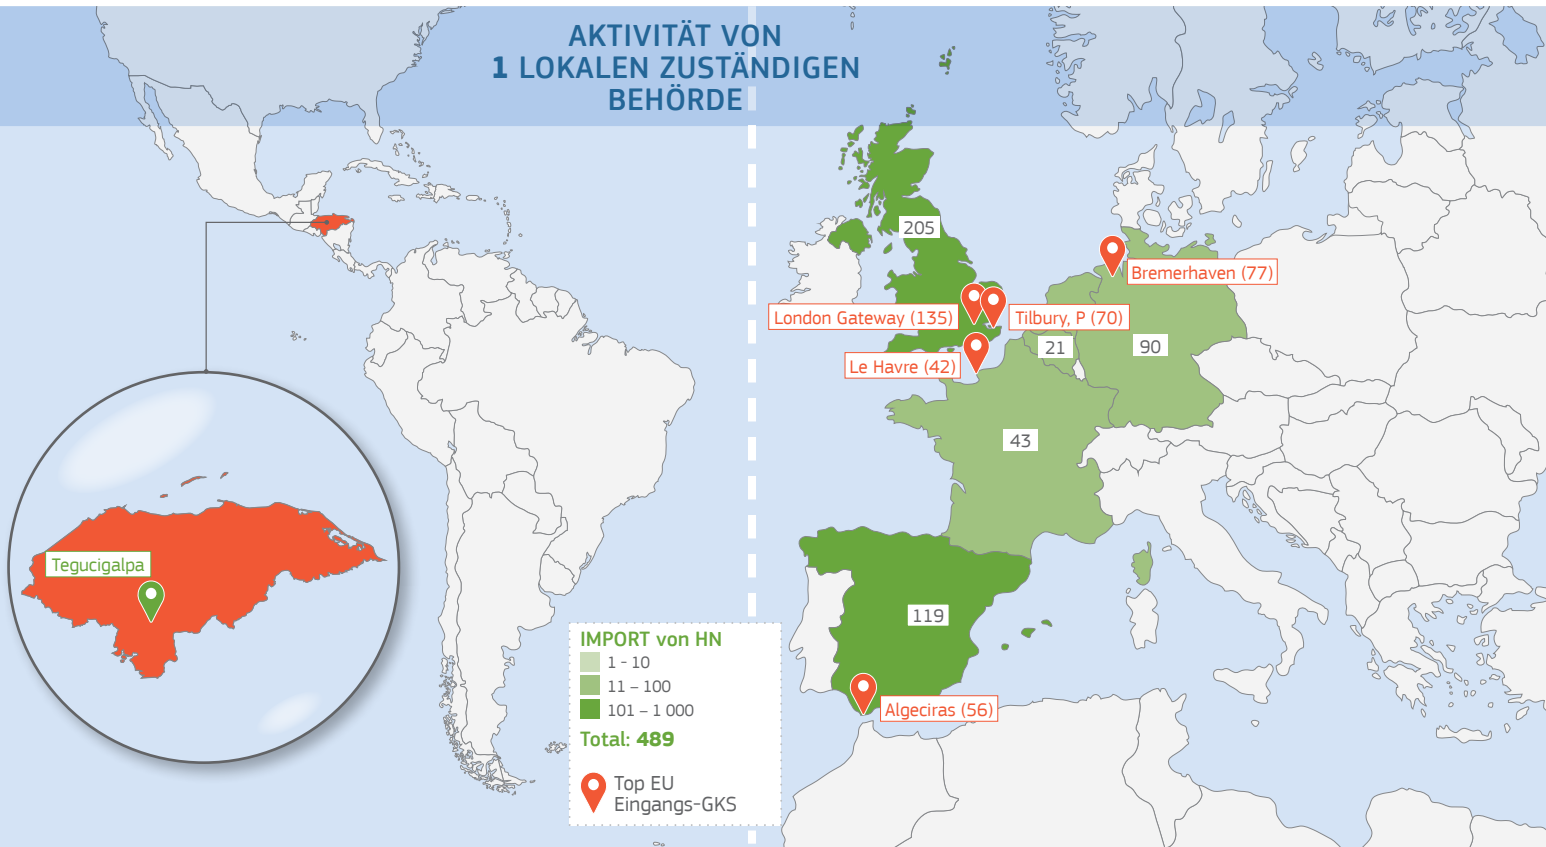 AKTIVITÄT VON
1 LOKALEN ZUSTÄNDIGEN
BEHÖRDE
205
Bremerhaven (77)
London Gateway (135)
Tilbury, P (70)
21
90
Le Havre (42)
43
Tegucigalpa
119
IMPORT von HN
1 - 10
11 – 100
101 – 1 000
Total: 489
Algeciras (56)
Top EU
Eingangs-GKS